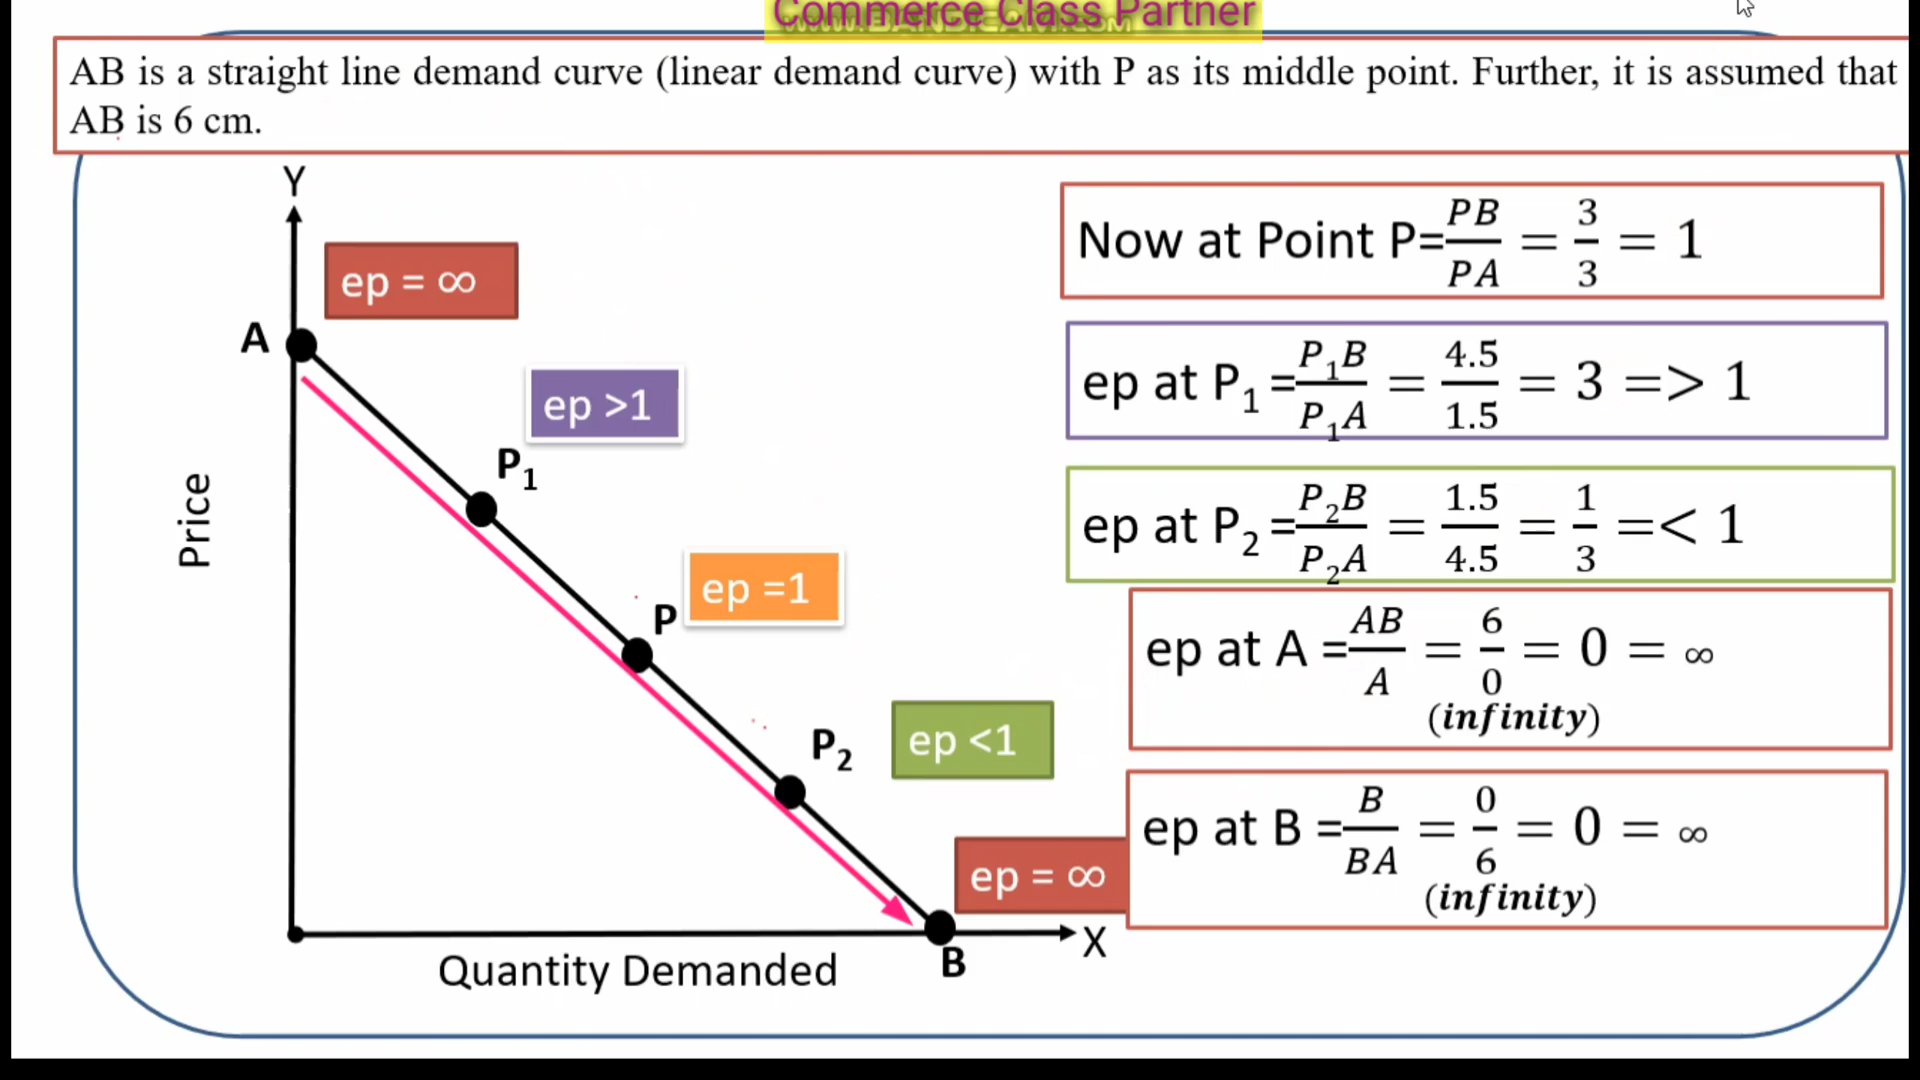 Commerce Class Partner
AB is a straight line demand curve (linear demand curve) with P as its middle point. Further, it is assumed that
AB is 6 cm.
Y
ep = ∞
A
ep >1
P₁
Price
ep =1
P
P₂
ep <1
ep = ∞
X
B
Quantity Demanded
Now at Point P= PB/PA = 3/3 = 1
ep at P₁ = P₁B/P₁A = 4.5/1.5 = 3 => 1
ep at P₂ = P₂B/P₂A = 1.5/4.5 = 1/3 =< 1
ep at A = AB/A = 6/0 = 0 = ∞
(infinity)
ep at B = B/BA = 0/6 = 0 = ∞
(infinity)